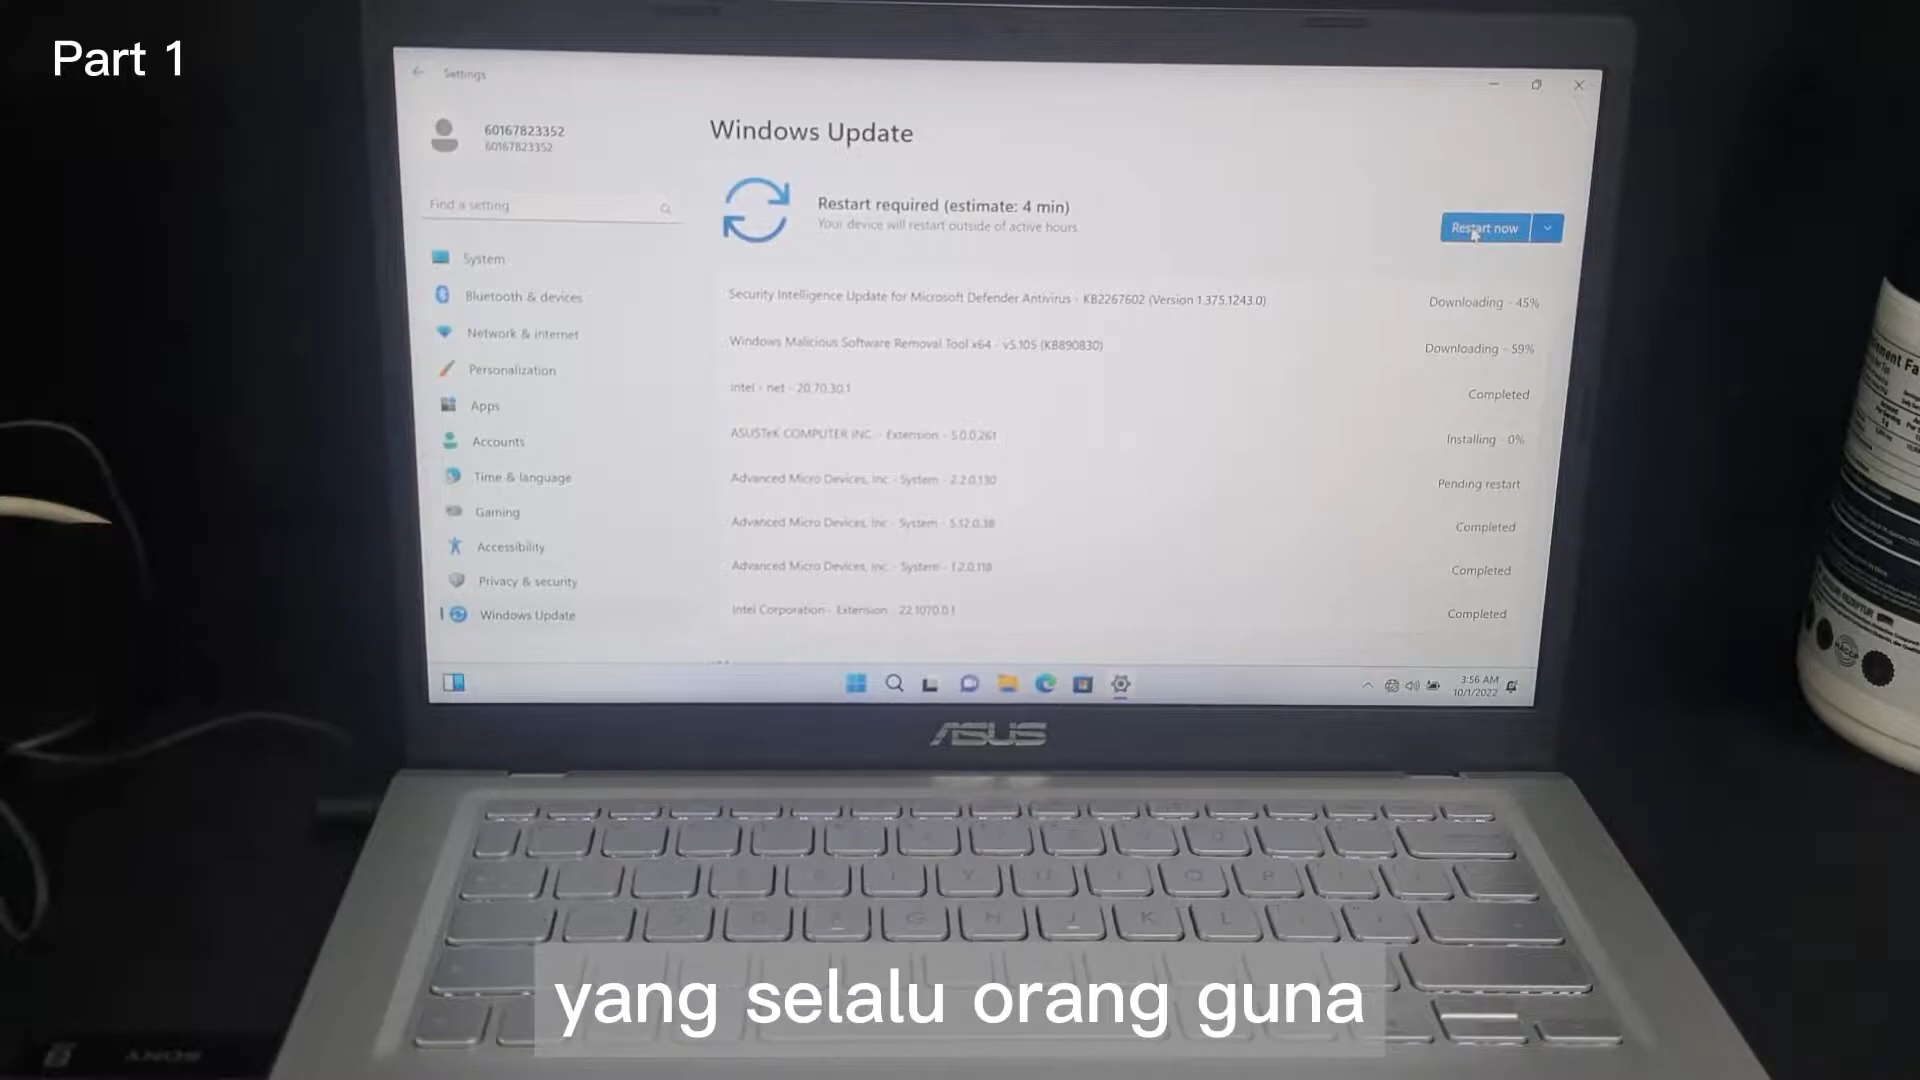 Part 1
Settings
60167823352
60167823352
Find a setting
System
Bluetooth & devices
Network & internet
Personalization
Apps
Accounts
Time & language
Gaming
Accessibility
Privacy & security
Windows Update
Windows Update
Restart required (estimate: 4 min)
Your device will restart outside of active hours
Restart now
Security Intelligence Update for Microsoft Defender Antivirus - KB2267602 (Version 1.375.1243.0) Downloading - 45%
Windows Malicious Software Removal Tool x64 - v5.105 (KB890830) Downloading - 59%
Intel - net - 20.70.30.1 Completed
ASUSTeK COMPUTER INC. - Extension - 5.0.0.261 Installing - 0%
Advanced Micro Devices, Inc - System - 2.2.0.130 Pending restart
Advanced Micro Devices, Inc - System - 5.12.0.38 Completed
Advanced Micro Devices, Inc. - System - 1.2.0.118 Completed
Intel Corporation - Extension - 22.1070.0.1 Completed
3:56 AM
10/1/2022
ASUS
yang selalu orang guna
SONY